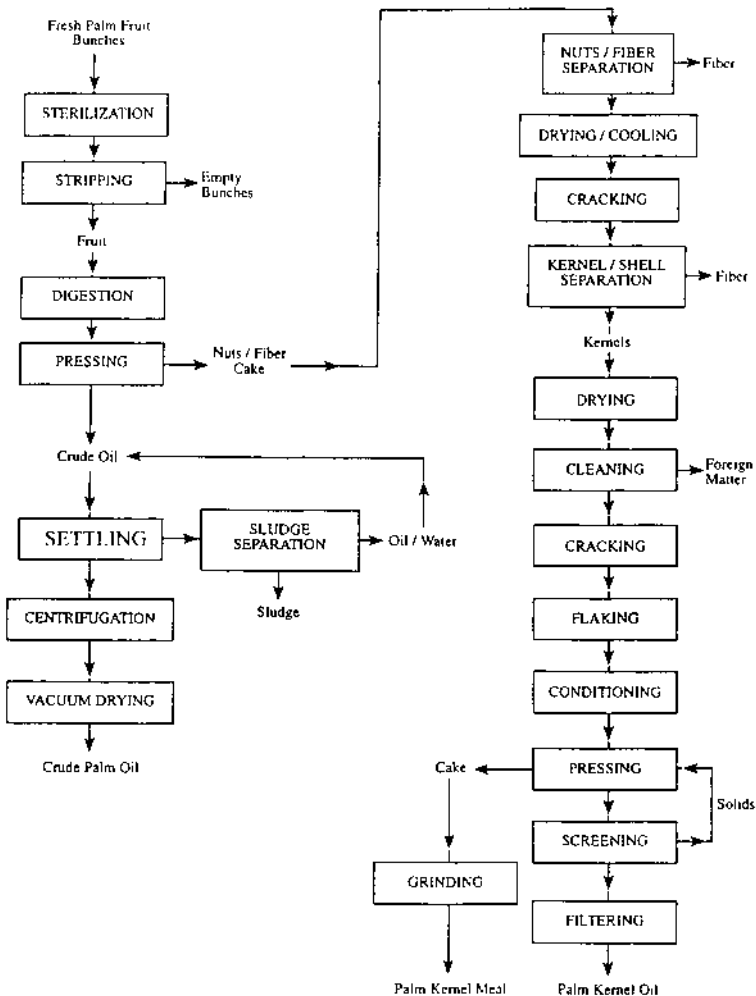 Fresh Palm Fruit
Bunches
STERILIZATION
STRIPPING
Empty
Bunches
Fruit
DIGESTION
PRESSING
Nuts / Fiber
Cake
Crude Oil
SETTLING
SLUDGE
SEPARATION
Oil / Water
Sludge
CENTRIFUGATION
VACUUM DRYING
Crude Palm Oil
NUTS / FIBER
SEPARATION
Fiber
DRYING / COOLING
CRACKING
KERNEL / SHELL
SEPARATION
Fiber
Kernels
DRYING
CLEANING
Foreign
Matter
CRACKING
FLAKING
CONDITIONING
PRESSING
Cake
Solids
SCREENING
GRINDING
FILTERING
Palm Kernel Meal
Palm Kernel Oil